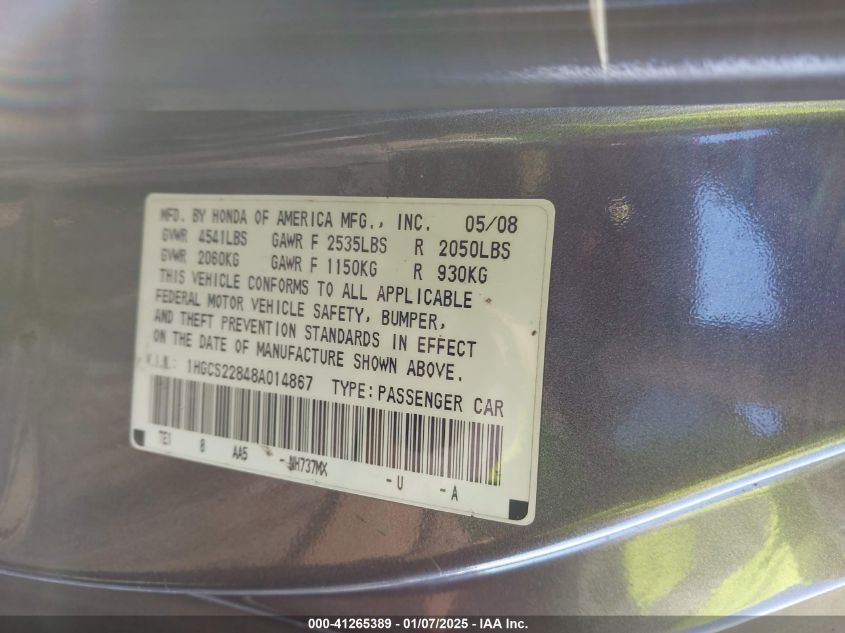 MFD. BY HONDA OF AMERICA MFG., INC. 05/08
GVWR 4541LBS GAWR F 2535LBS R 2050LBS
GVWR 2060KG GAWR F 1150KG R 930KG
THIS VEHICLE CONFORMS TO ALL APPLICABLE
FEDERAL MOTOR VEHICLE SAFETY, BUMPER,
AND THEFT PREVENTION STANDARDS IN EFFECT
ON THE DATE OF MANUFACTURE SHOWN ABOVE.
V.I.N.: 1HGCS22848A014867 TYPE:PASSENGER CAR
TE1 8 AA5 -NH737MX -U -A
000-41265389 | 01/07/2025 | IAA Inc.